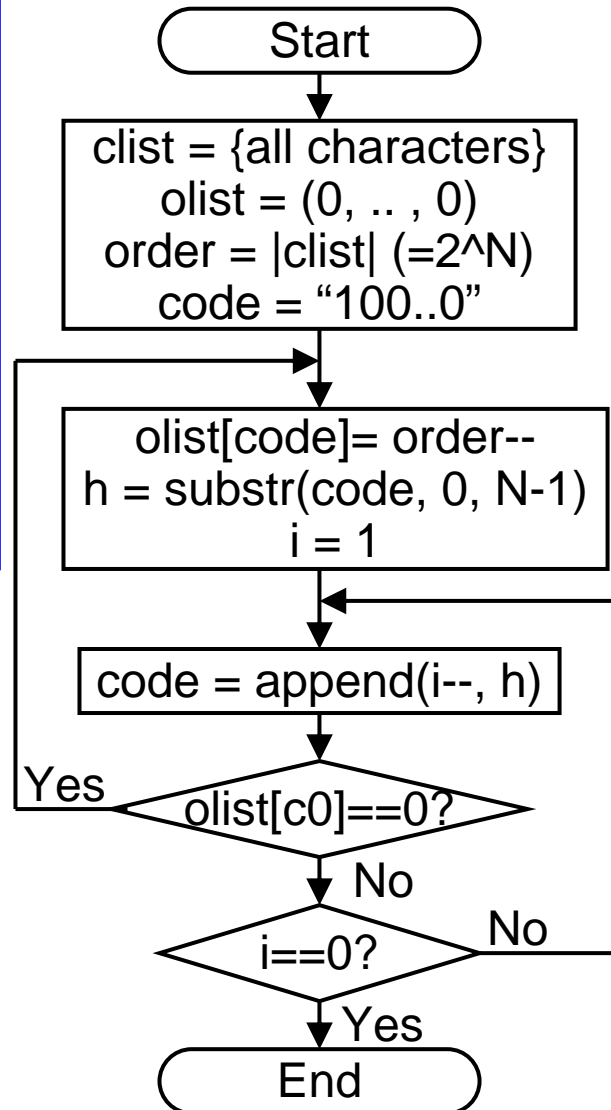 Start
clist = {all characters}
olist = (0, .. , 0)
order = |clist| (=2^N)
code = “100..0”
olist[code]= order--
h = substr(code, 0, N-1)
i = 1
code = append(i--, h)
Yes
olist[c0]==0?
No
i==0?
No
Yes
End